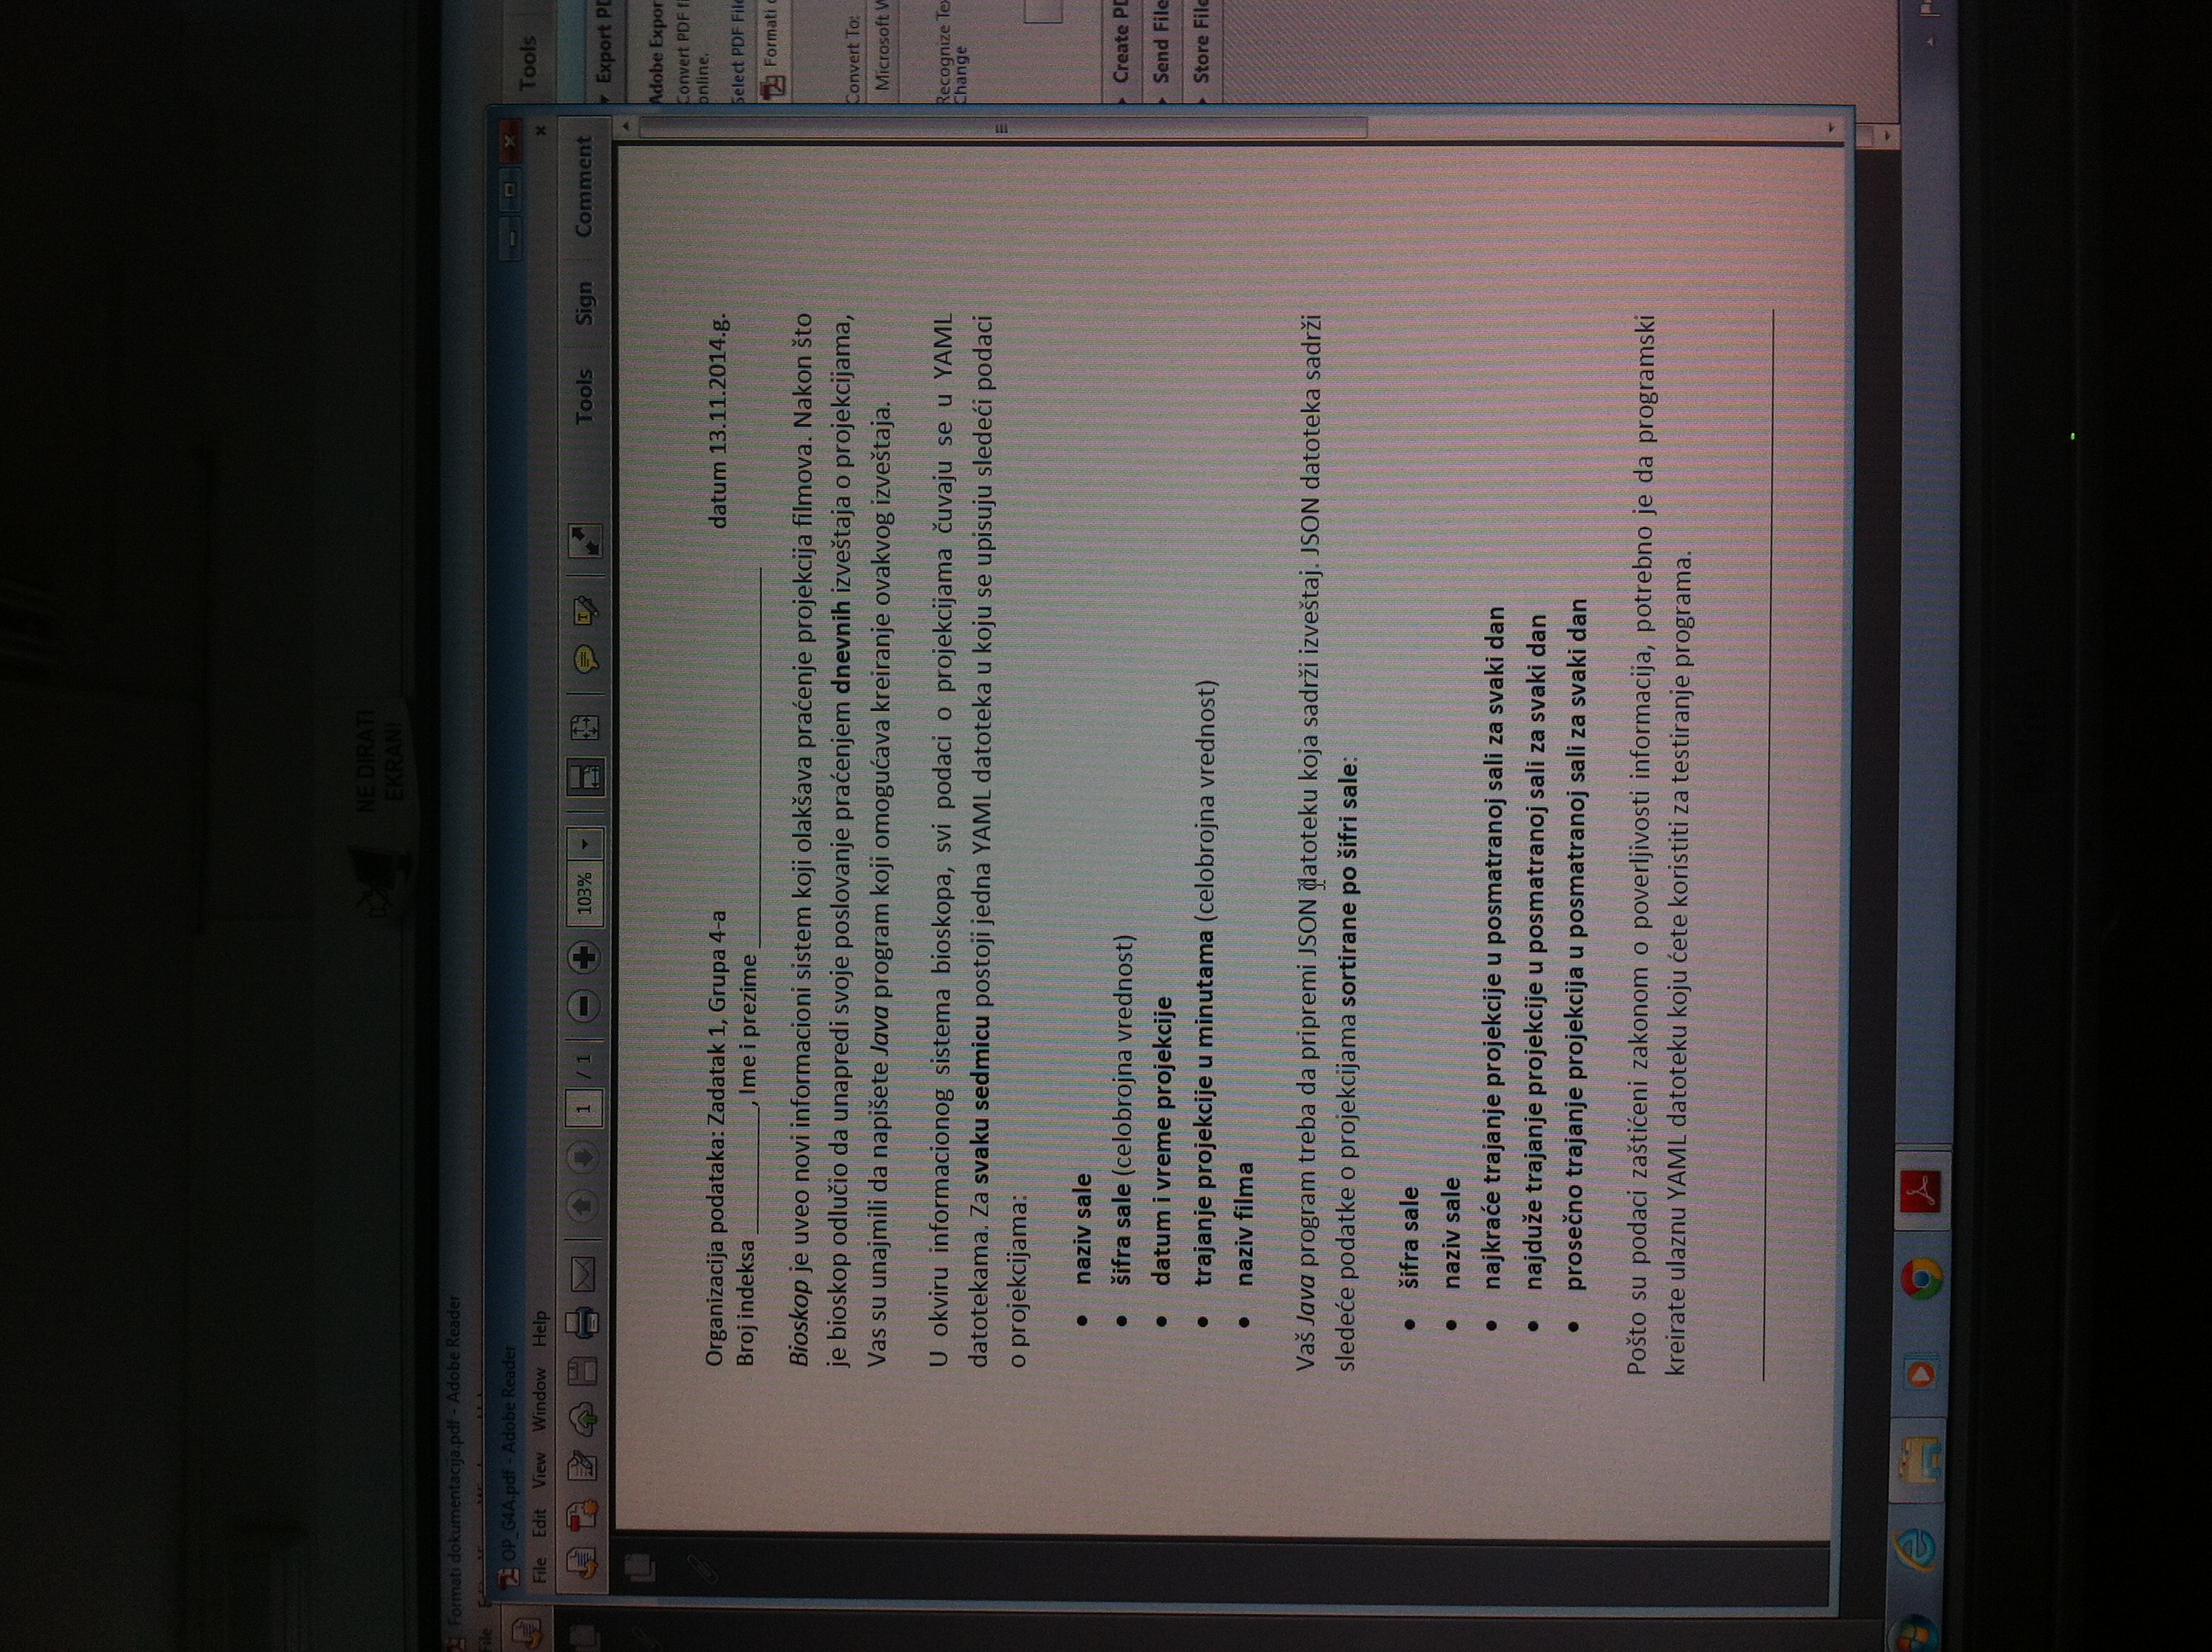 NE DIRATI
EKRAN!
Formati dokumentacija.pdf - Adobe Reader
File
OP_G4A.pdf - Adobe Reader
File Edit View Window Help
Tools
1 / 1 103% Tools Sign Comment
Export PD
Adobe Expor
Convert PDF fi
online.
Select PDF File
Formati d
Convert To:
Microsoft W
Recognize Tex
Change
Create PD
Send File
Store File
Organizacija podataka: Zadatak 1, Grupa 4-a datum 13.11.2014.g.
Broj indeksa __________, Ime i prezime ______________________________
Bioskop je uveo novi informacioni sistem koji olakšava praćenje projekcija filmova. Nakon što
je bioskop odlučio da unapredi svoje poslovanje praćenjem dnevnih izveštaja o projekcijama,
Vas su unajmili da napišete Java program koji omogućava kreiranje ovakvog izveštaja.
U okviru informacionog sistema bioskopa, svi podaci o projekcijama čuvaju se u YAML
datotekama. Za svaku sedmicu postoji jedna YAML datoteka u koju se upisuju sledeći podaci
o projekcijama:
• naziv sale
• šifra sale (celobrojna vrednost)
• datum i vreme projekcije
• trajanje projekcije u minutama (celobrojna vrednost)
• naziv filma
Vaš Java program treba da pripremi JSON datoteku koja sadrži izveštaj. JSON datoteka sadrži
sledeće podatke o projekcijama sortirane po šifri sale:
• šifra sale
• naziv sale
• najkraće trajanje projekcije u posmatranoj sali za svaki dan
• najduže trajanje projekcije u posmatranoj sali za svaki dan
• prosečno trajanje projekcija u posmatranoj sali za svaki dan
Pošto su podaci zaštićeni zakonom o poverljivosti informacija, potrebno je da programski
kreirate ulaznu YAML datoteku koju ćete koristiti za testiranje programa.